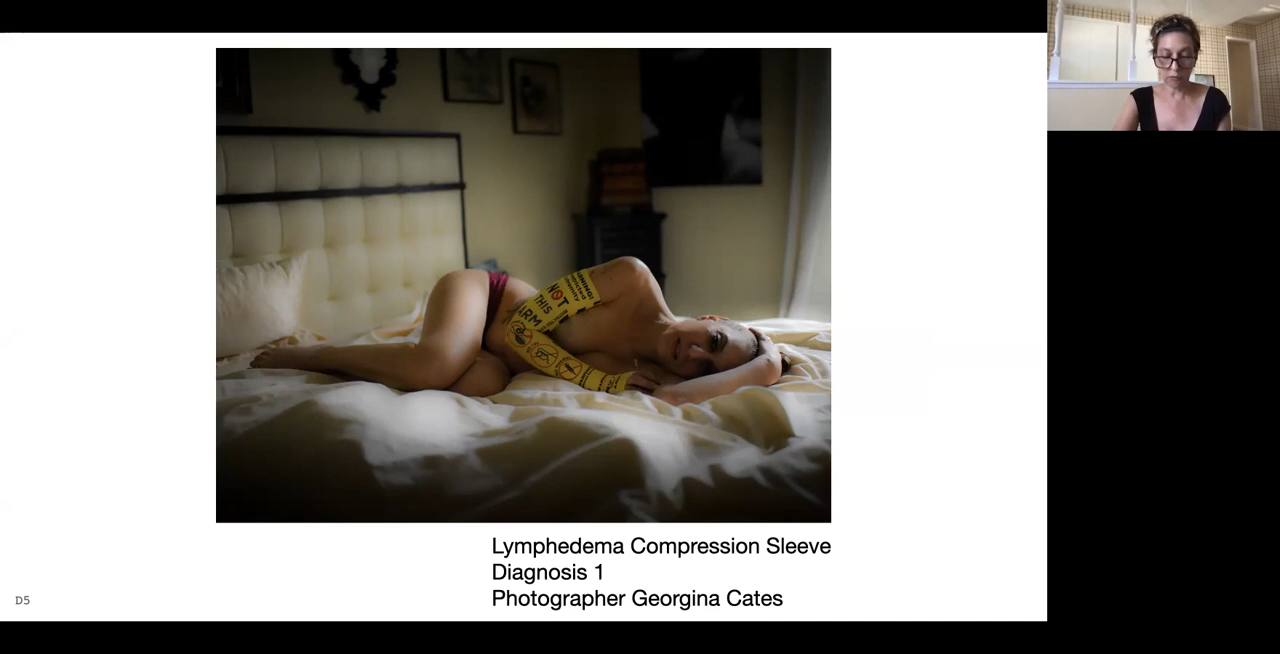 NOT
THIS
ARM
Lymphedema Compression Sleeve
Diagnosis 1
Photographer Georgina Cates
D5